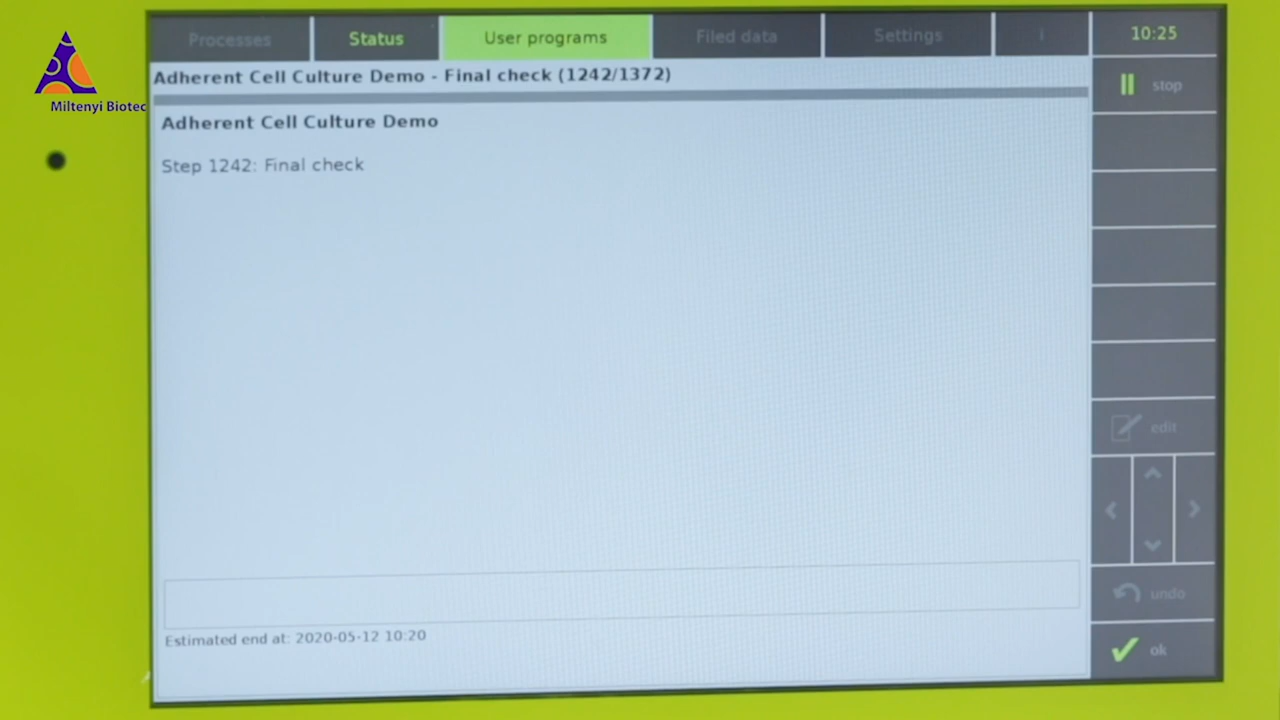 Miltenyi Biotec
Processes
Status
User programs
Filed data
Settings
10:25
Adherent Cell Culture Demo - Final check (1242/1372)
stop
Adherent Cell Culture Demo
Step 1242: Final check
edit
undo
Estimated end at: 2020-05-12 10:20
ok